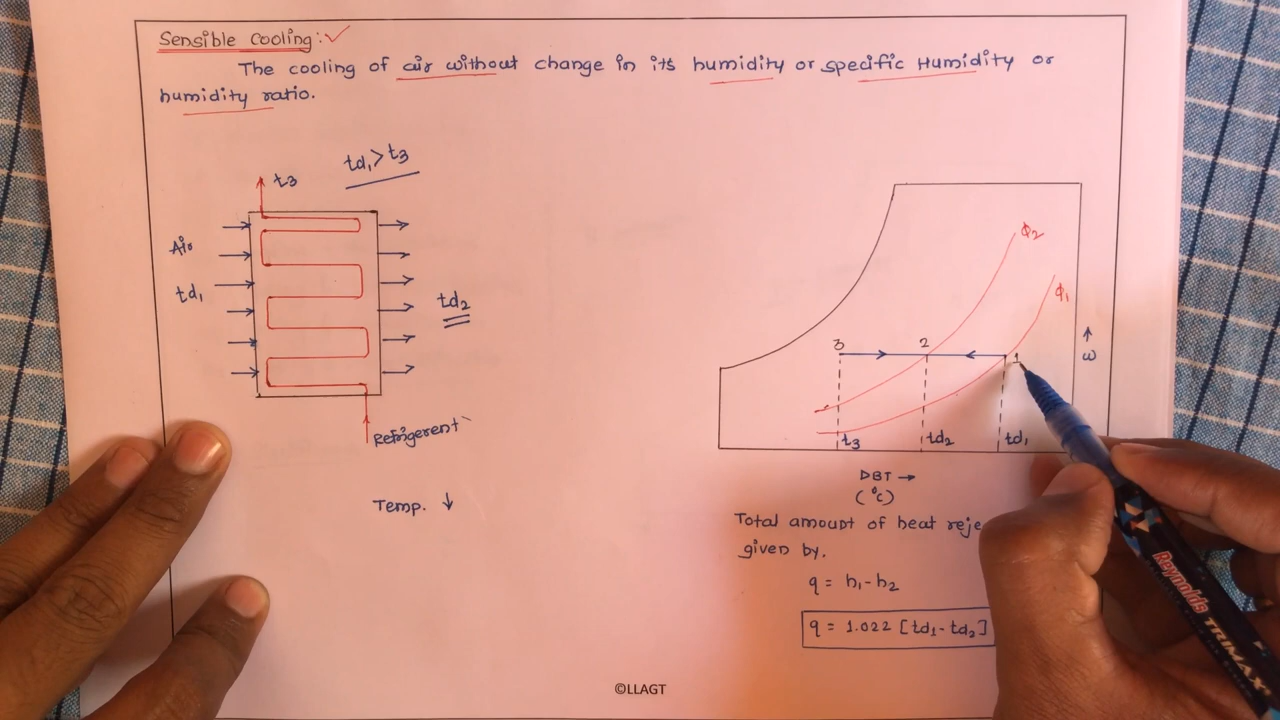 Sensible Cooling:
The cooling of air without change in its humidity or specific Humidity or
humidity ratio.
td₁ > t₃
t₃
Air
td₁
td₂
Refrigerent
Temp. ↓
ϕ₂
ϕ₁
3 2 1
↑
ω
t₃ td₂ td₁
DBT →
(°C)
Total amount of heat reje
given by.
q = h₁-h₂
q = 1.022 [td₁-td₂]
Reynolds TRIMAX
©LLAGT